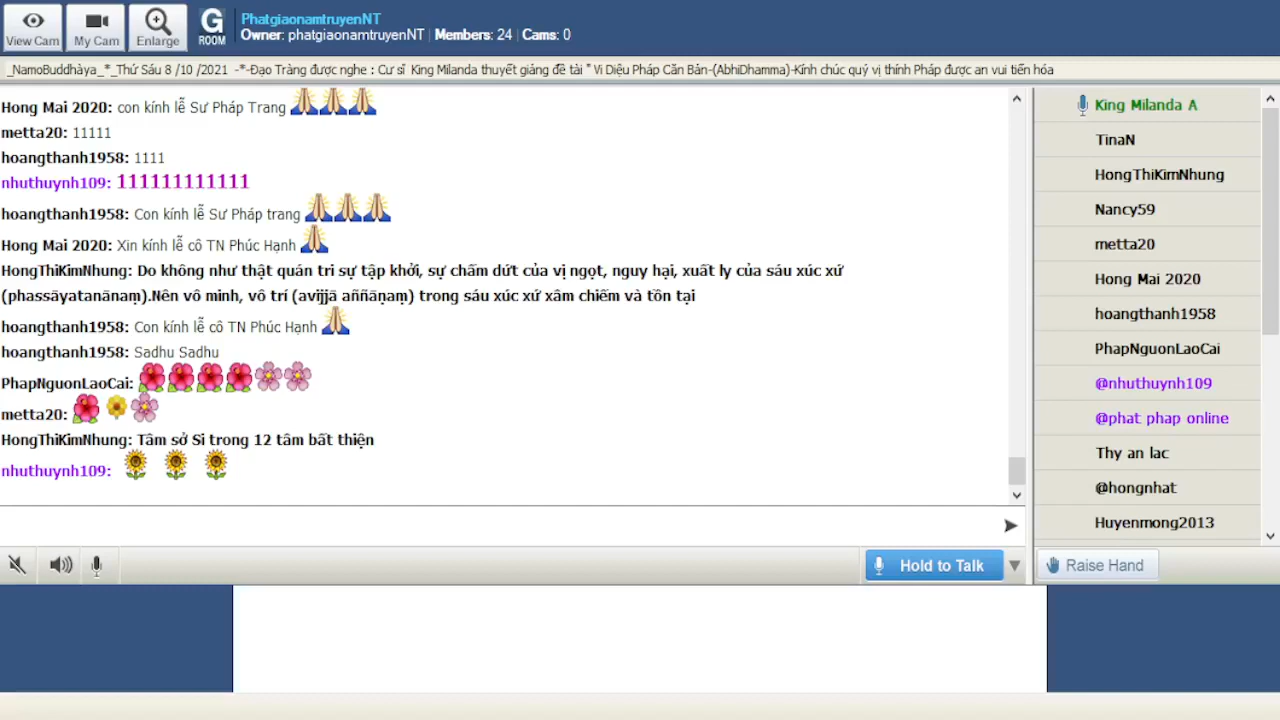 View Cam
My Cam
Enlarge
G
ROOM
PhatgiaonamtruyenNT
Owner: phatgiaonamtruyenNT | Members: 24 | Cams: 0
_NamoBuddhàya_*_Thứ Sáu 8 /10 /2021 -*-Đạo Tràng được nghe : Cư sĩ King Milanda thuyết giảng đề tài " Vi Diệu Pháp Căn Bản-(AbhiDhamma)-Kính chúc quý vị thính Pháp được an vui tiến hóa
Hong Mai 2020: con kính lễ Sư Pháp Trang
metta20: 11111
hoangthanh1958: 1111
nhuthuynh109: 111111111111
hoangthanh1958: Con kính lễ Sư Pháp trang
Hong Mai 2020: Xin kính lễ cô TN Phúc Hạnh
HongThiKimNhung: Do không như thật quán tri sự tập khởi, sự chấm dứt của vị ngọt, nguy hại, xuất ly của sáu xúc xứ
(phassāyatanānaṃ).Nên vô minh, vô trí (avijjā aññāṇaṃ) trong sáu xúc xứ xâm chiếm và tồn tại
hoangthanh1958: Con kính lễ cô TN Phúc Hạnh
hoangthanh1958: Sadhu Sadhu
PhapNguonLaoCai:
metta20:
HongThiKimNhung: Tâm sở Si trong 12 tâm bất thiện
nhuthuynh109:
Hold to Talk
King Milanda A
TinaN
HongThiKimNhung
Nancy59
metta20
Hong Mai 2020
hoangthanh1958
PhapNguonLaoCai
@nhuthuynh109
@phat phap online
Thy an lac
@hongnhat
Huyenmong2013
Raise Hand